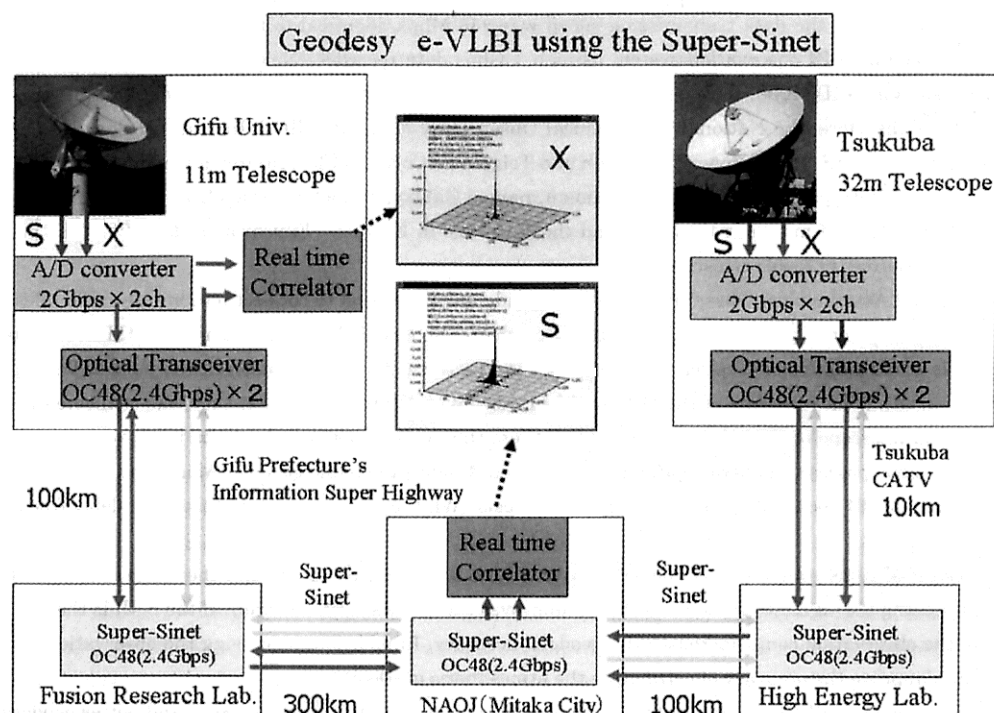 Geodesy e-VLBI using the Super-Sinet
Gifu Univ.
11m Telescope
S X
A/D converter
2Gbps × 2ch
Real time
Correlator
Optical Transceiver
OC48(2.4Gbps) × 2
X
S
Tsukuba
32m Telescope
S X
A/D converter
2Gbps × 2ch
Optical Transceiver
OC48(2.4Gbps) × 2
100km
Gifu Prefecture's
Information Super Highway
Tsukuba
CATV
10km
Real time
Correlator
Super-
Sinet
Super-
Sinet
Super-Sinet
OC48(2.4Gbps)
Fusion Research Lab.
300km
Super-Sinet
OC48(2.4Gbps)
NAOJ(Mitaka City)
100km
Super-Sinet
OC48(2.4Gbps)
High Energy Lab.